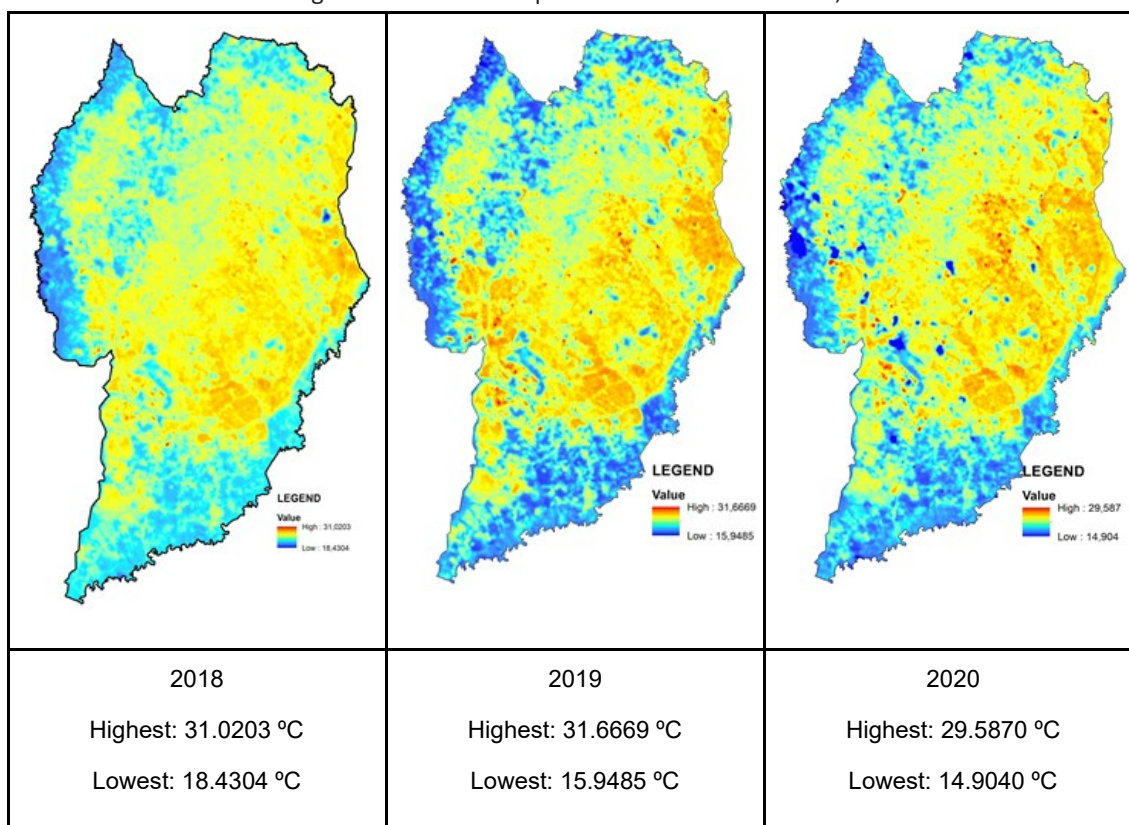 LEGEND
Value
High : 31,0203
Low : 18,4304
LEGEND
Value
High : 31,6669
Low : 15,9485
LEGEND
Value
High : 29,587
Low : 14,904
2018
Highest: 31.0203 ºC
Lowest: 18.4304 ºC
2019
Highest: 31.6669 ºC
Lowest: 15.9485 ºC
2020
Highest: 29.5870 ºC
Lowest: 14.9040 ºC